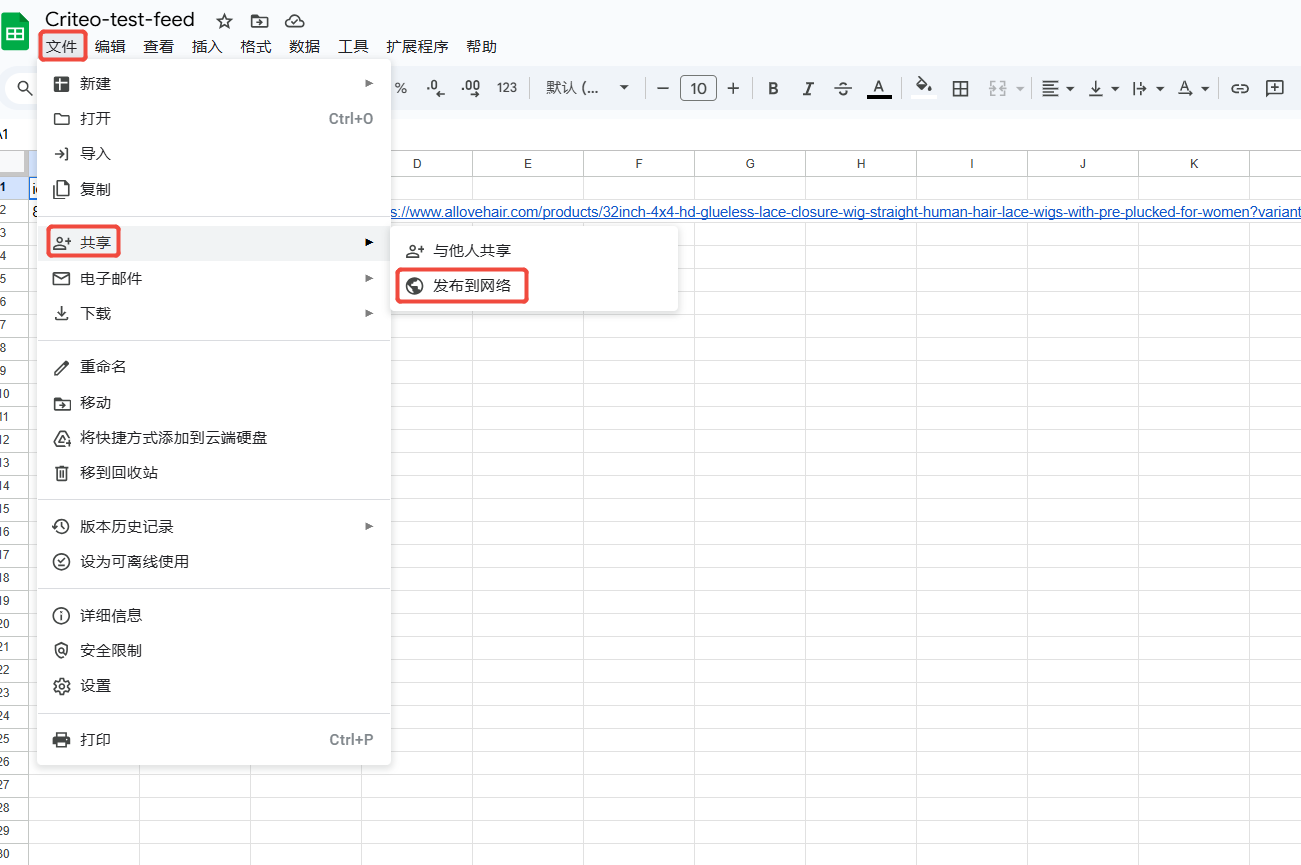 Criteo-test-feed
文件 编辑 查看 插入 格式 数据 工具 扩展程序 帮助
% .0 .00 123 默认 (... 10 B I A
A1
D E F G H I J K
新建
打开 Ctrl+O
导入
复制
共享
电子邮件
下载
重命名
移动
将快捷方式添加到云端硬盘
移到回收站
版本历史记录
设为可离线使用
详细信息
安全限制
设置
打印 Ctrl+P
与他人共享
发布到网络
1
2 s://www.allovehair.com/products/32inch-4x4-hd-glueless-lace-closure-wig-straight-human-hair-lace-wigs-with-pre-plucked-for-women?variant
3
4
5
6
7
8
9
10
11
12
13
14
15
16
17
18
19
20
21
22
23
24
25
26
27
28
29
30